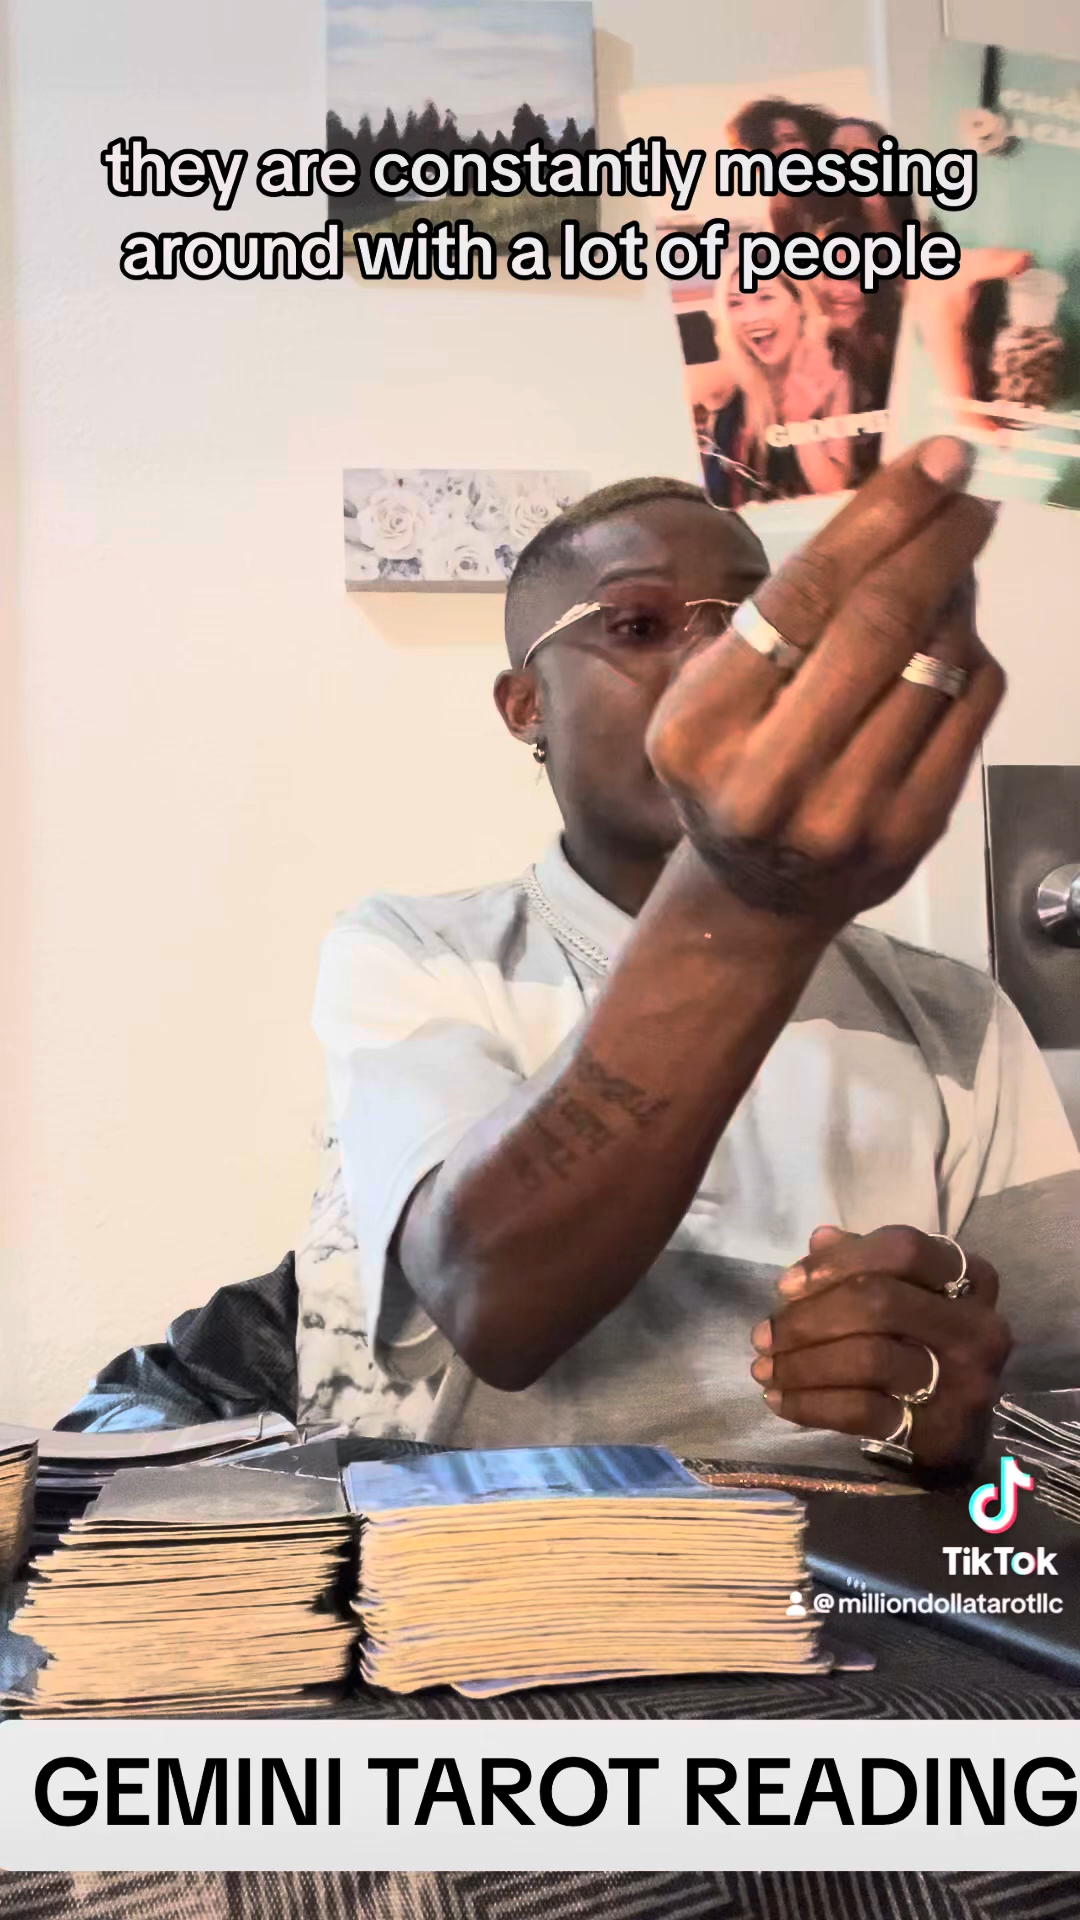 they are constantly messing
around with a lot of people
TikTok
@milliondollatarotllc
GEMINI TAROT READING